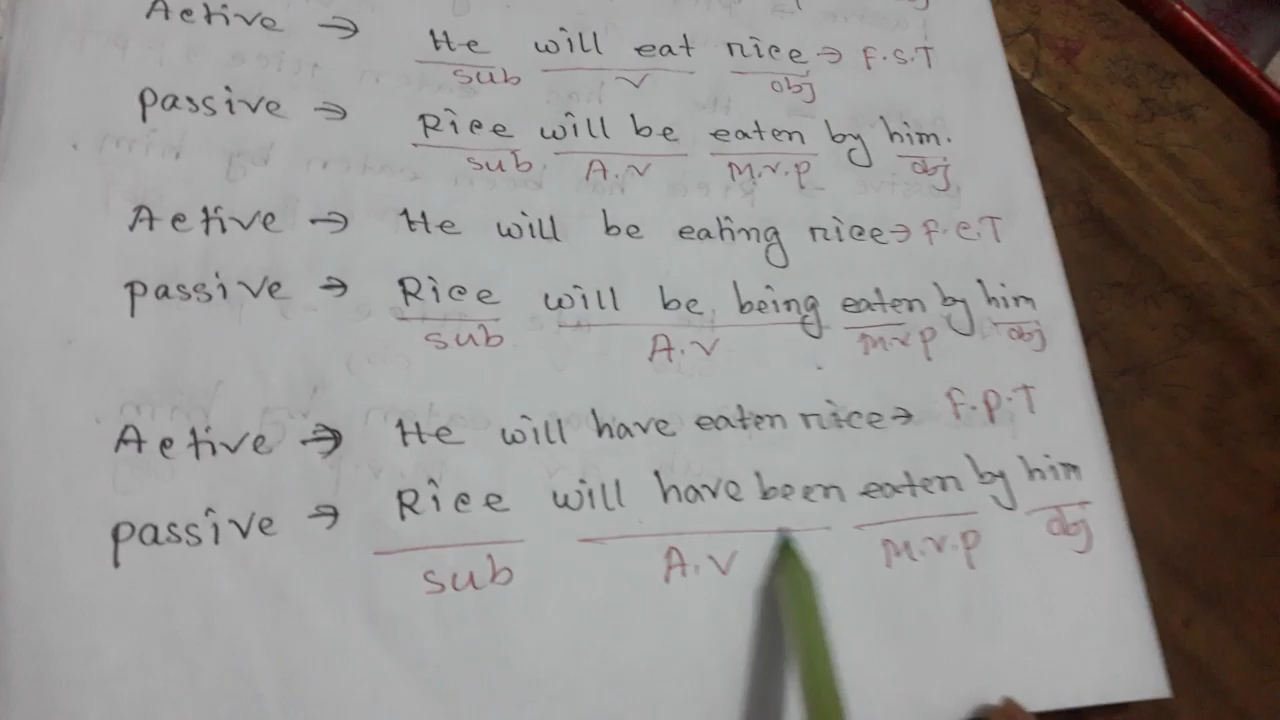 Active →
He will eat rice → F.S.T
sub V obj
passive →
Rice will be eaten by him.
sub A.V M.V.P obj
Active → He will be eating rice → F.C.T
passive → Rice will be being eaten by him
sub A.V M.V.P obj
Active → He will have eaten rice → F.P.T
passive → Rice will have been eaten by him
sub A.V M.V.P obj